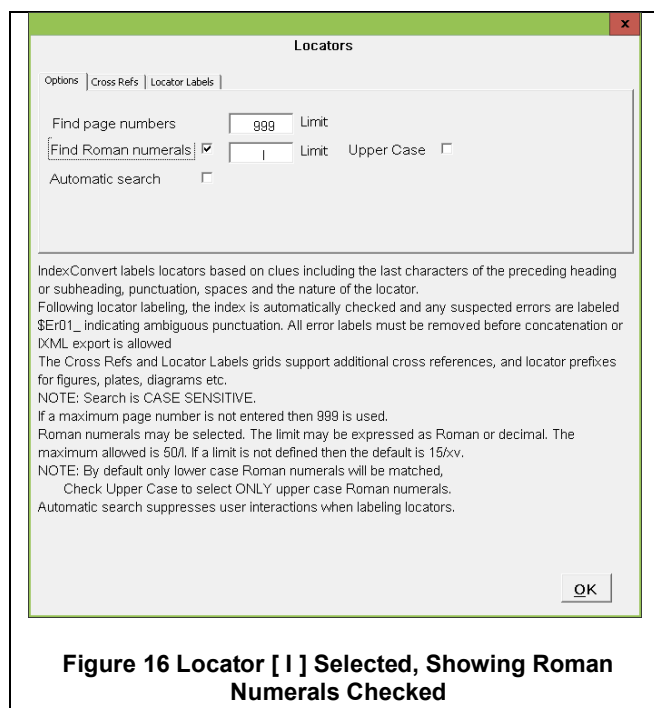 x
Locators
Options Cross Refs Locator Labels
Find page numbers 999 Limit
Find Roman numerals l Limit Upper Case
Automatic search
IndexConvert labels locators based on clues including the last characters of the preceding heading
or subheading, punctuation, spaces and the nature of the locator.
Following locator labeling, the index is automatically checked and any suspected errors are labeled
$Er01_ indicating ambiguous punctuation. All error labels must be removed before concatenation or
IXML export is allowed
The Cross Refs and Locator Labels grids support additional cross references, and locator prefixes
for figures, plates, diagrams etc.
NOTE: Search is CASE SENSITIVE.
If a maximum page number is not entered then 999 is used.
Roman numerals may be selected. The limit may be expressed as Roman or decimal. The
maximum allowed is 50/l. If a limit is not defined then the default is 15/xv.
NOTE: By default only lower case Roman numerals will be matched,
Check Upper Case to select ONLY upper case Roman numerals.
Automatic search suppresses user interactions when labeling locators.
OK
Figure 16 Locator [ l ] Selected, Showing Roman
Numerals Checked